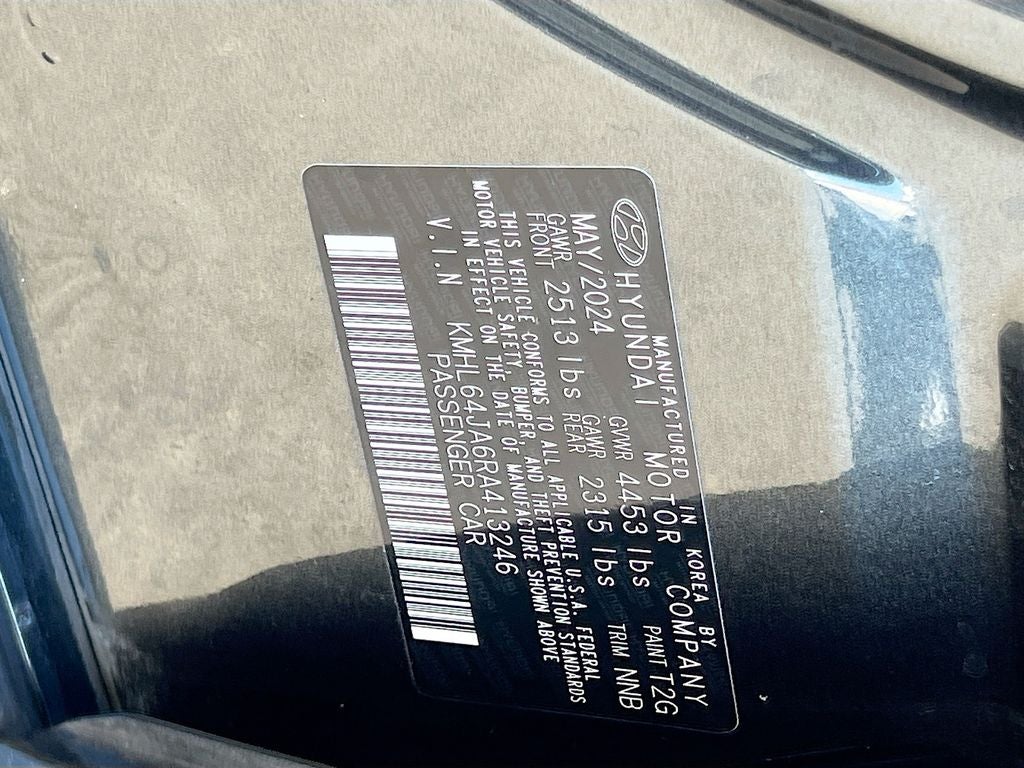 MANUFACTURED IN KOREA BY
HYUNDAI MOTOR COMPANY
MAY/2024 GVWR 4453 lbs PAINT T2G
GAWR FRONT 2513 lbs GAWR REAR 2315 lbs TRIM NNB
THIS VEHICLE CONFORMS TO ALL APPLICABLE U.S.A. FEDERAL
MOTOR VEHICLE SAFETY, BUMPER, AND THEFT PREVENTION STANDARDS
IN EFFECT ON THE DATE OF MANUFACTURE SHOWN ABOVE
V.I.N KMHL64JA6RA413246
PASSENGER CAR